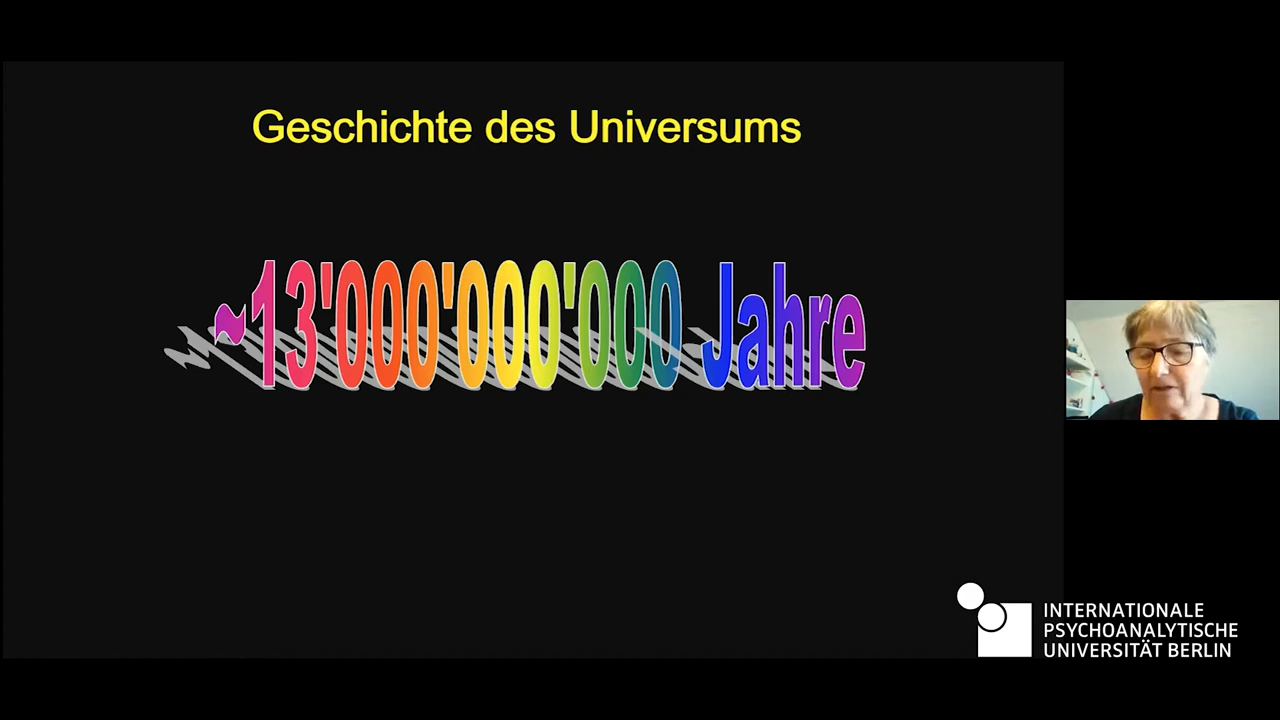 Geschichte des Universums
~13'000'000'000 Jahre
INTERNATIONALE
PSYCHOANALYTISCHE
UNIVERSITÄT BERLIN